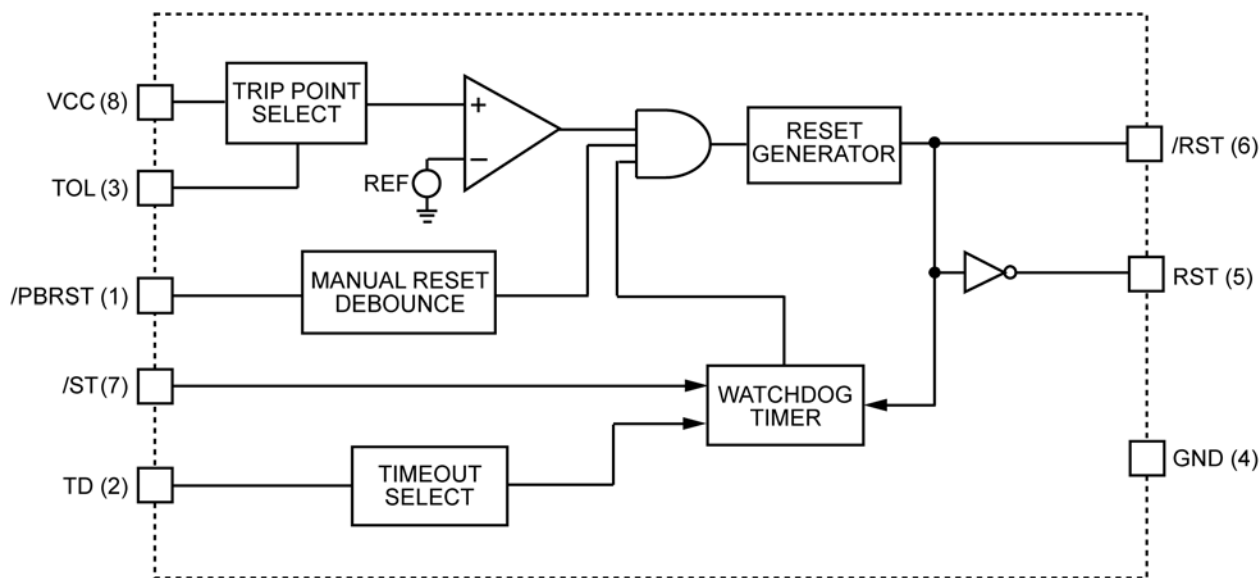 VCC (8)
TRIP POINT
SELECT
+
−
REF
RESET
GENERATOR
/RST (6)
TOL (3)
/PBRST (1)
MANUAL RESET
DEBOUNCE
RST (5)
/ST (7)
WATCHDOG
TIMER
TD (2)
TIMEOUT
SELECT
GND (4)